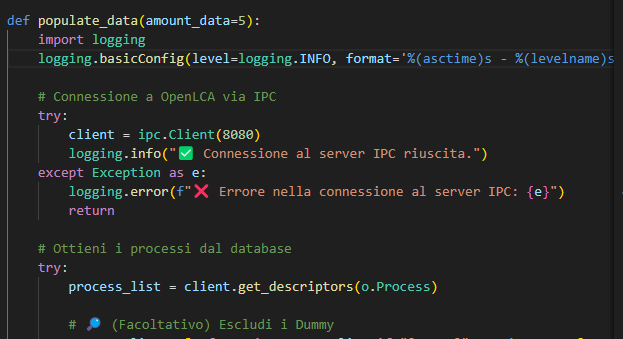 def populate_data(amount_data=5):
import logging
logging.basicConfig(level=logging.INFO, format='%(asctime)s - %(levelname)s
# Connessione a OpenLCA via IPC
try:
client = ipc.Client(8080)
logging.info("✅ Connessione al server IPC riuscita.")
except Exception as e:
logging.error(f"❌ Errore nella connessione al server IPC: {e}")
return
# Ottieni i processi dal database
try:
process_list = client.get_descriptors(o.Process)
# 🔎 (Facoltativo) Escludi i Dummy